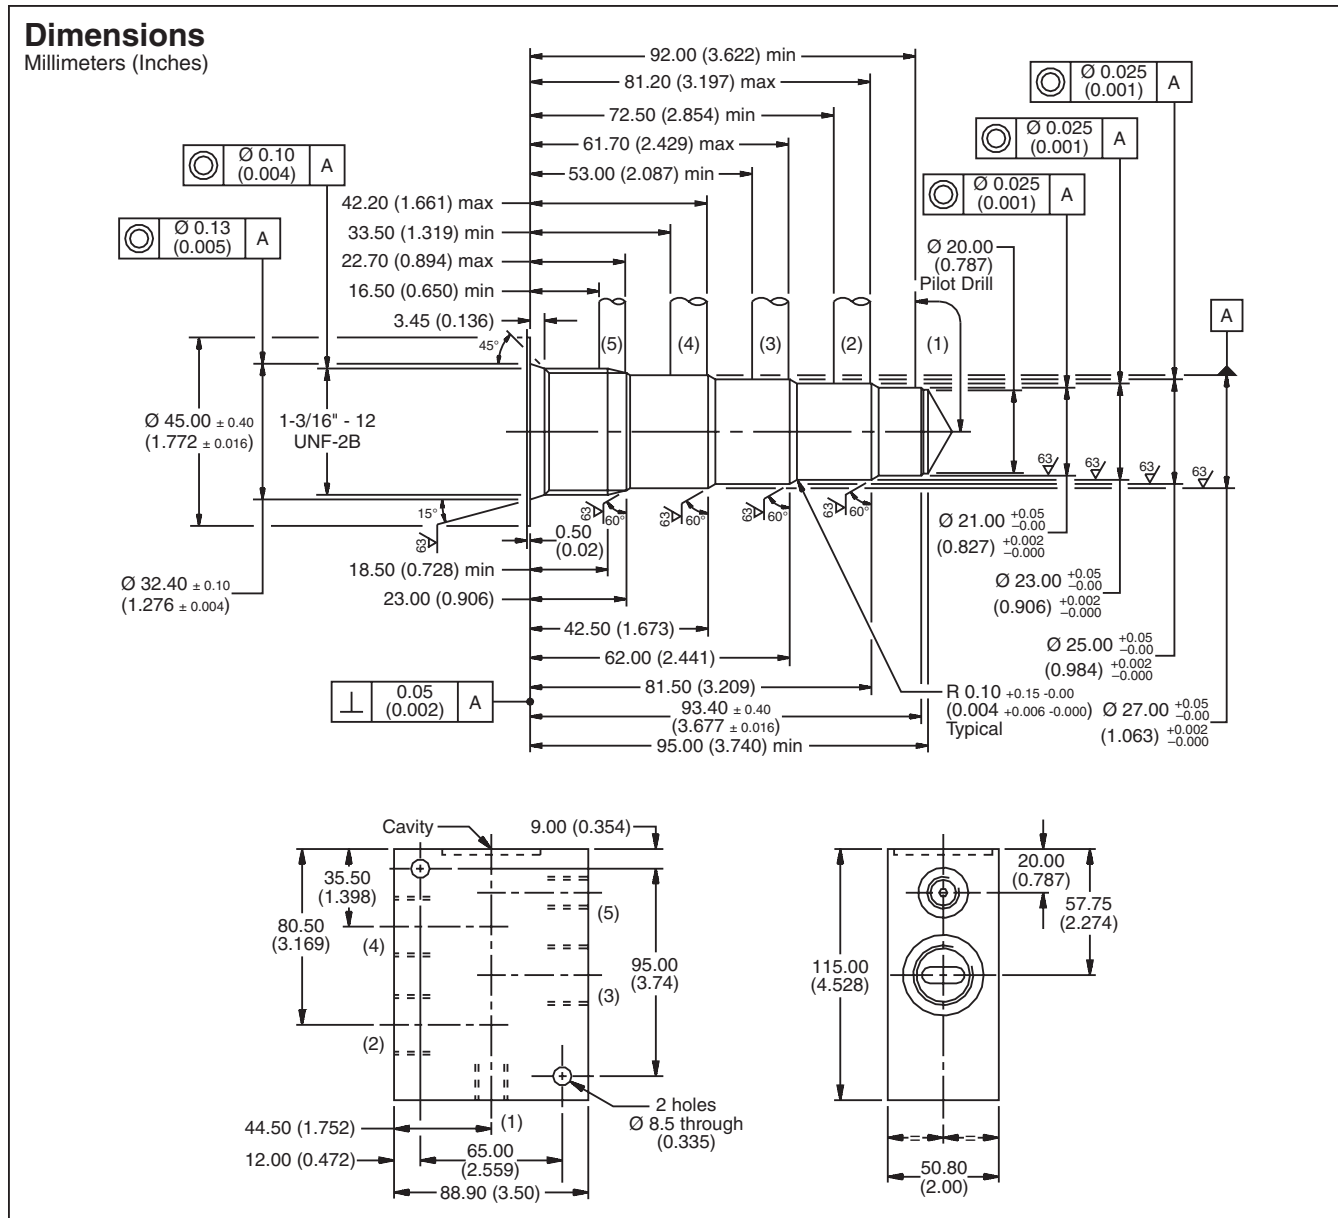 Dimensions
Millimeters (Inches)
92.00 (3.622) min
81.20 (3.197) max
72.50 (2.854) min
61.70 (2.429) max
53.00 (2.087) min
42.20 (1.661) max
33.50 (1.319) min
22.70 (0.894) max
16.50 (0.650) min
3.45 (0.136)
Ø 0.025
(0.001)
A
Ø 0.025
(0.001)
A
Ø 0.025
(0.001)
A
Ø 0.10
(0.004)
A
Ø 0.13
(0.005)
A
Ø 20.00
(0.787)
Pilot Drill
A
45°
(5)
(4)
(3)
(2)
(1)
Ø 45.00 ± 0.40
(1.772 ± 0.016)
1-3/16" - 12
UNF-2B
15°
63
63
60°
63
60°
63
60°
63
60°
63
63
63
63
0.50
(0.02)
Ø 32.40 ± 0.10
(1.276 ± 0.004)
18.50 (0.728) min
23.00 (0.906)
42.50 (1.673)
62.00 (2.441)
81.50 (3.209)
93.40 ± 0.40
(3.677 ± 0.016)
95.00 (3.740) min
⊥
0.05
(0.002)
A
Ø 21.00 +0.05 –0.00
(0.827) +0.002 –0.000
Ø 23.00 +0.05 –0.00
(0.906) +0.002 –0.000
Ø 25.00 +0.05 –0.00
(0.984) +0.002 –0.000
R 0.10 +0.15 -0.00
(0.004 +0.006 -0.000)
Typical
Ø 27.00 +0.05 –0.00
(1.063) +0.002 –0.000
Cavity
9.00 (0.354)
35.50
(1.398)
80.50
(3.169)
(4)
(2)
(5)
(3)
95.00
(3.74)
(1)
2 holes
Ø 8.5 through
(0.335)
44.50 (1.752)
12.00 (0.472)
65.00
(2.559)
88.90 (3.50)
20.00
(0.787)
57.75
(2.274)
115.00
(4.528)
=
=
50.80
(2.00)